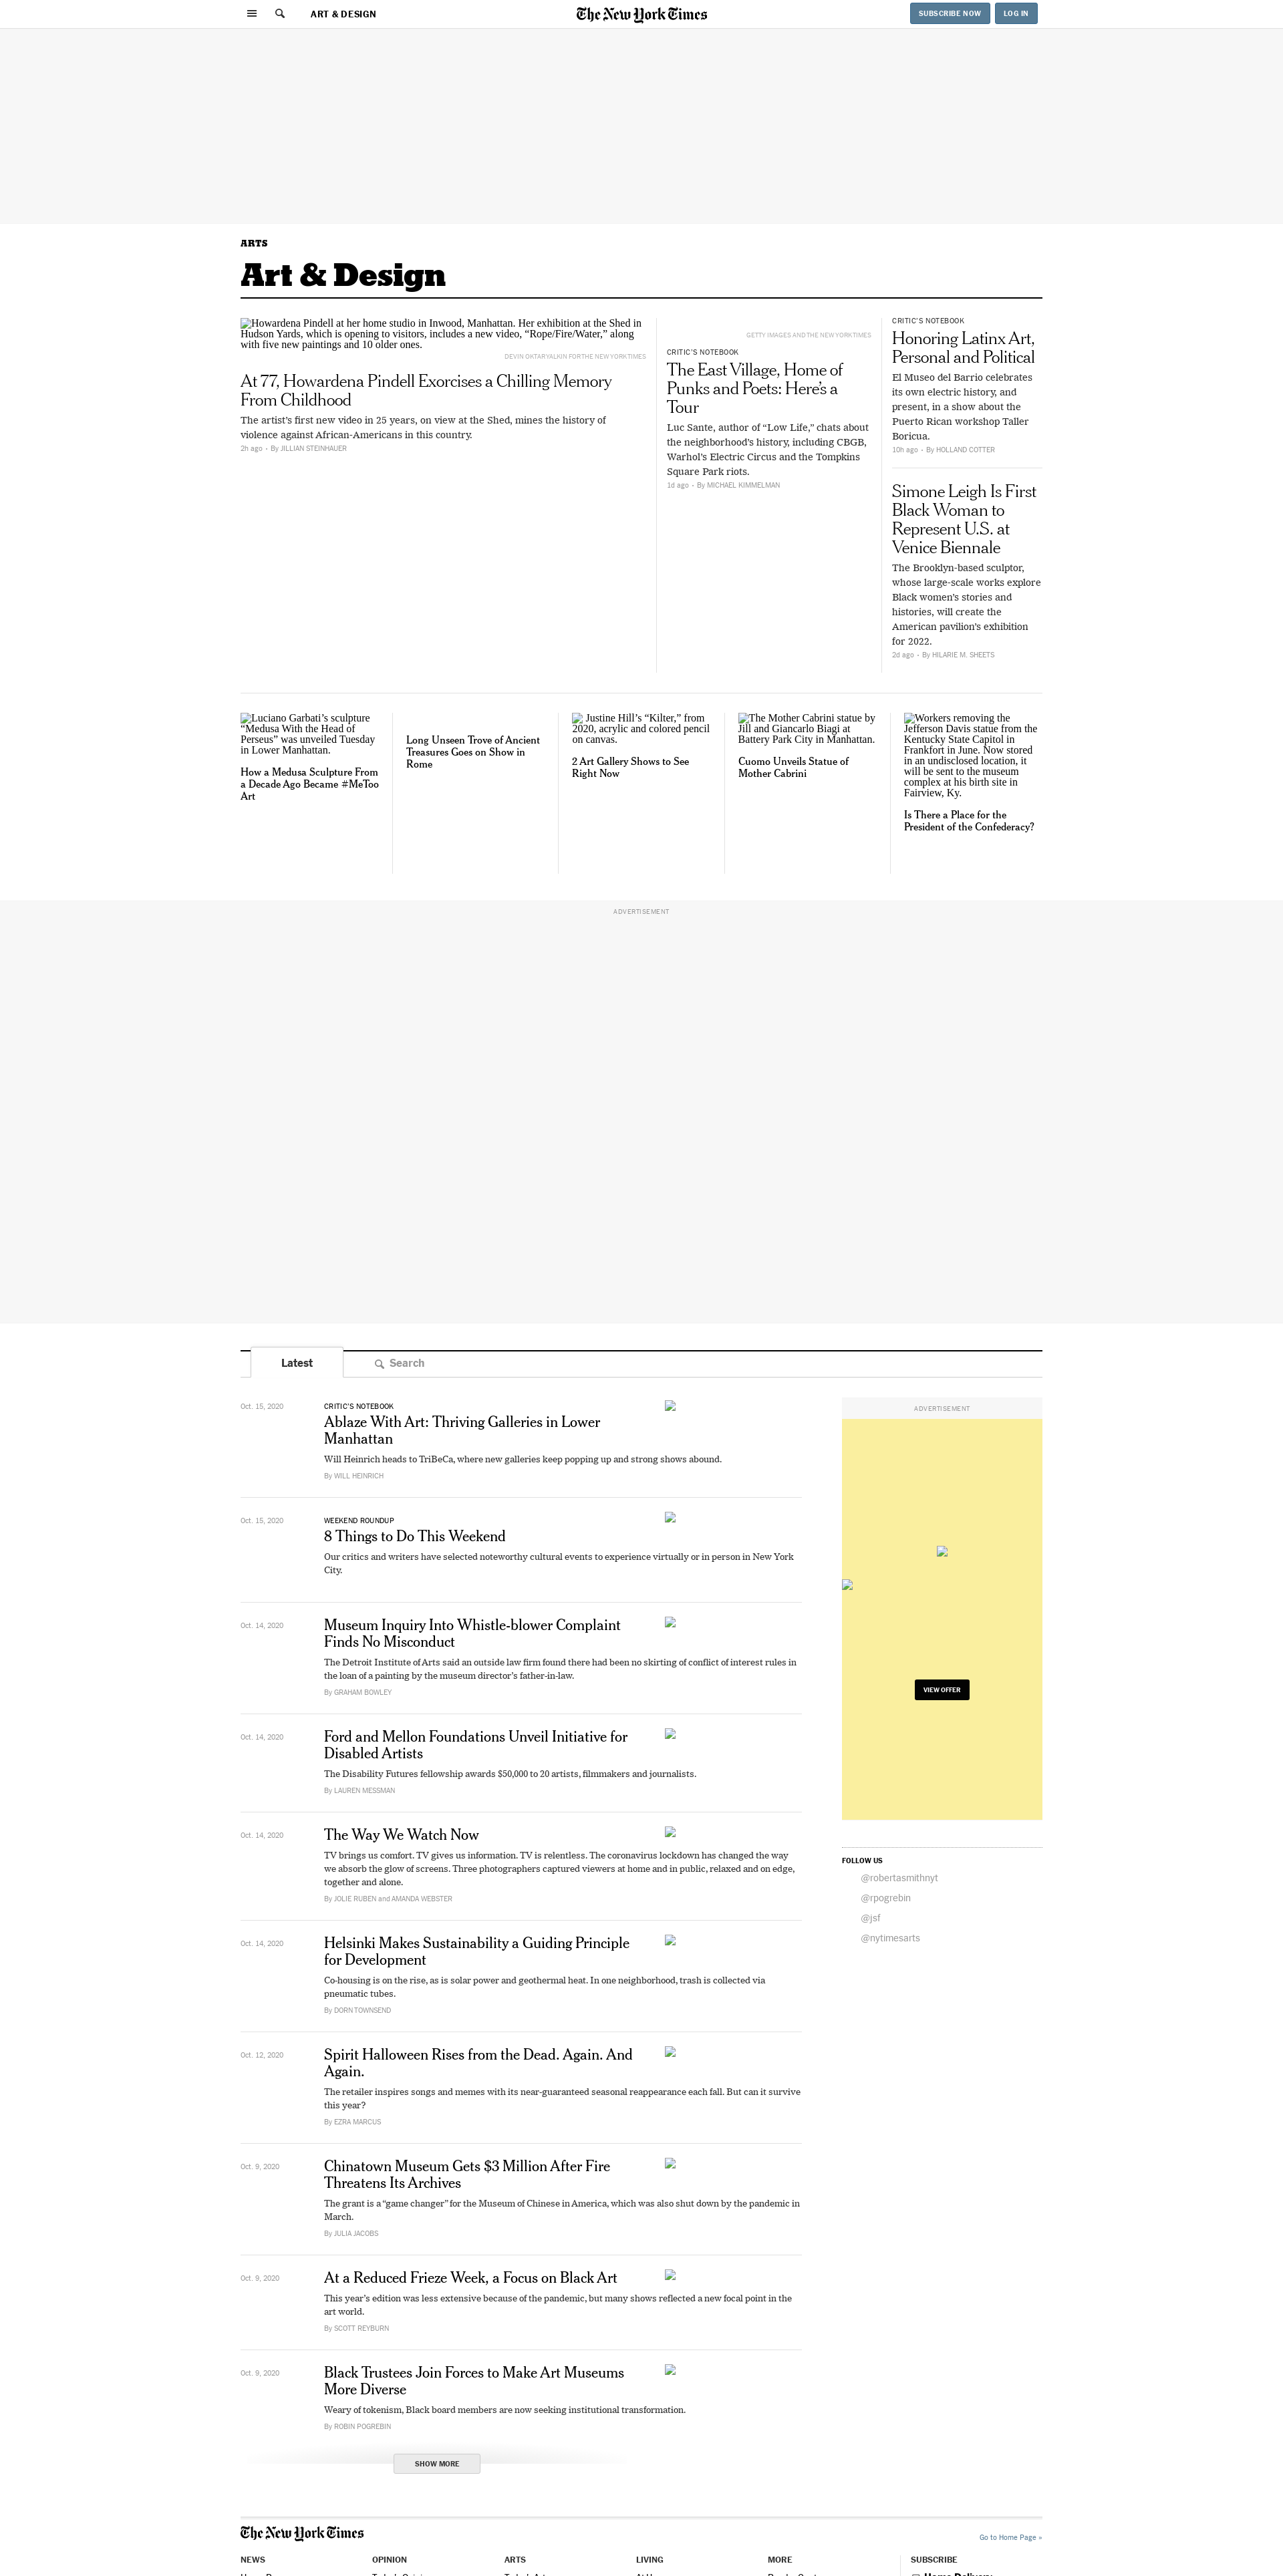 ART & DESIGN
The New York Times
SUBSCRIBE NOW
LOG IN
ARTS
Art & Design
Howardena Pindell at her home studio in Inwood, Manhattan. Her exhibition at the Shed in
Hudson Yards, which is opening to visitors, includes a new video, “Rope/Fire/Water,” along
with five new paintings and 10 older ones.
DEVIN OKTAR YALKIN FOR THE NEW YORK TIMES
At 77, Howardena Pindell Exorcises a Chilling Memory
From Childhood
The artist’s first new video in 25 years, on view at the Shed, mines the history of
violence against African-Americans in this country.
2h ago • By JILLIAN STEINHAUER
GETTY IMAGES AND THE NEW YORK TIMES
CRITIC’S NOTEBOOK
The East Village, Home of
Punks and Poets: Here’s a
Tour
Luc Sante, author of “Low Life,” chats about
the neighborhood’s history, including CBGB,
Warhol’s Electric Circus and the Tompkins
Square Park riots.
1d ago • By MICHAEL KIMMELMAN
CRITIC’S NOTEBOOK
Honoring Latinx Art,
Personal and Political
El Museo del Barrio celebrates
its own electric history, and
present, in a show about the
Puerto Rican workshop Taller
Boricua.
10h ago • By HOLLAND COTTER
Simone Leigh Is First
Black Woman to
Represent U.S. at
Venice Biennale
The Brooklyn-based sculptor,
whose large-scale works explore
Black women’s stories and
histories, will create the
American pavilion’s exhibition
for 2022.
2d ago • By HILARIE M. SHEETS
Luciano Garbati’s sculpture
“Medusa With the Head of
Perseus” was unveiled Tuesday
in Lower Manhattan.
How a Medusa Sculpture From
a Decade Ago Became #MeToo
Art
Long Unseen Trove of Ancient
Treasures Goes on Show in
Rome
Justine Hill’s “Kilter,” from
2020, acrylic and colored pencil
on canvas.
2 Art Gallery Shows to See
Right Now
The Mother Cabrini statue by
Jill and Giancarlo Biagi at
Battery Park City in Manhattan.
Cuomo Unveils Statue of
Mother Cabrini
Workers removing the
Jefferson Davis statue from the
Kentucky State Capitol in
Frankfort in June. Now stored
in an undisclosed location, it
will be sent to the museum
complex at his birth site in
Fairview, Ky.
Is There a Place for the
President of the Confederacy?
ADVERTISEMENT
Latest
Search
Oct. 15, 2020
CRITIC’S NOTEBOOK
Ablaze With Art: Thriving Galleries in Lower
Manhattan
Will Heinrich heads to TriBeCa, where new galleries keep popping up and strong shows abound.
By WILL HEINRICH
Oct. 15, 2020
WEEKEND ROUNDUP
8 Things to Do This Weekend
Our critics and writers have selected noteworthy cultural events to experience virtually or in person in New York
City.
Oct. 14, 2020
Museum Inquiry Into Whistle-blower Complaint
Finds No Misconduct
The Detroit Institute of Arts said an outside law firm found there had been no skirting of conflict of interest rules in
the loan of a painting by the museum director’s father-in-law.
By GRAHAM BOWLEY
Oct. 14, 2020
Ford and Mellon Foundations Unveil Initiative for
Disabled Artists
The Disability Futures fellowship awards $50,000 to 20 artists, filmmakers and journalists.
By LAUREN MESSMAN
Oct. 14, 2020
The Way We Watch Now
TV brings us comfort. TV gives us information. TV is relentless. The coronavirus lockdown has changed the way
we absorb the glow of screens. Three photographers captured viewers at home and in public, relaxed and on edge,
together and alone.
By JOLIE RUBEN and AMANDA WEBSTER
Oct. 14, 2020
Helsinki Makes Sustainability a Guiding Principle
for Development
Co-housing is on the rise, as is solar power and geothermal heat. In one neighborhood, trash is collected via
pneumatic tubes.
By DORN TOWNSEND
Oct. 12, 2020
Spirit Halloween Rises from the Dead. Again. And
Again.
The retailer inspires songs and memes with its near-guaranteed seasonal reappearance each fall. But can it survive
this year?
By EZRA MARCUS
Oct. 9, 2020
Chinatown Museum Gets $3 Million After Fire
Threatens Its Archives
The grant is a “game changer” for the Museum of Chinese in America, which was also shut down by the pandemic in
March.
By JULIA JACOBS
Oct. 9, 2020
At a Reduced Frieze Week, a Focus on Black Art
This year’s edition was less extensive because of the pandemic, but many shows reflected a new focal point in the
art world.
By SCOTT REYBURN
Oct. 9, 2020
Black Trustees Join Forces to Make Art Museums
More Diverse
Weary of tokenism, Black board members are now seeking institutional transformation.
By ROBIN POGREBIN
SHOW MORE
ADVERTISEMENT
VIEW OFFER
FOLLOW US
@robertasmithnyt
@rpogrebin
@jsf
@nytimesarts
The New York Times
Go to Home Page »
NEWS
OPINION
ARTS
LIVING
MORE
SUBSCRIBE